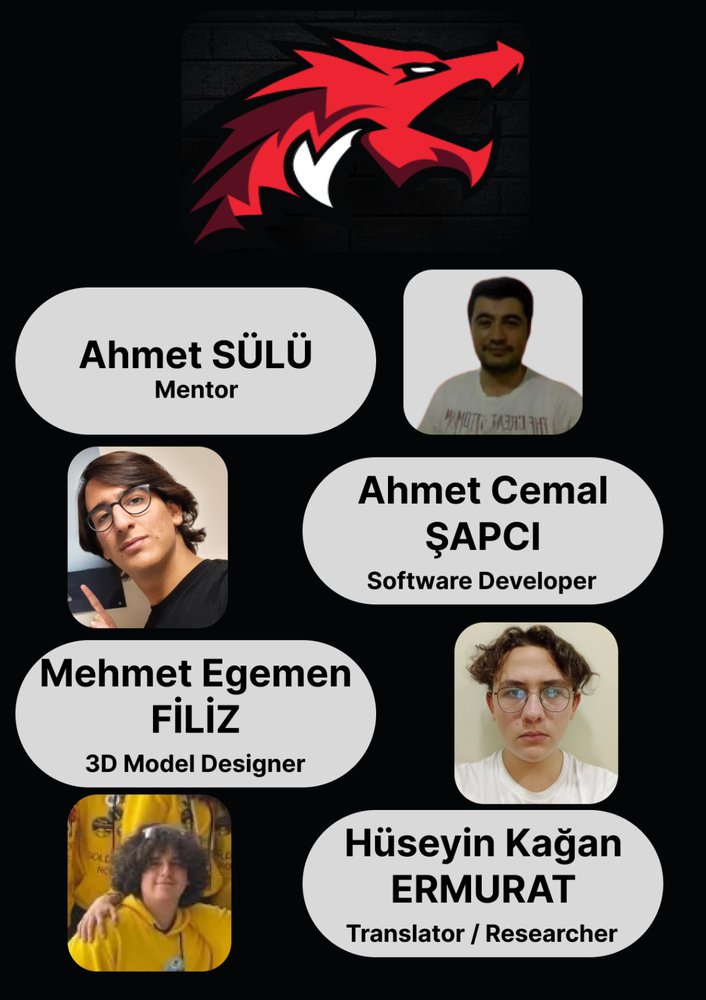 Ahmet SÜLÜ
Mentor
Ahmet Cemal
ŞAPCI
Software Developer
Mehmet Egemen
FİLİZ
3D Model Designer
Hüseyin Kağan
ERMURAT
Translator / Researcher